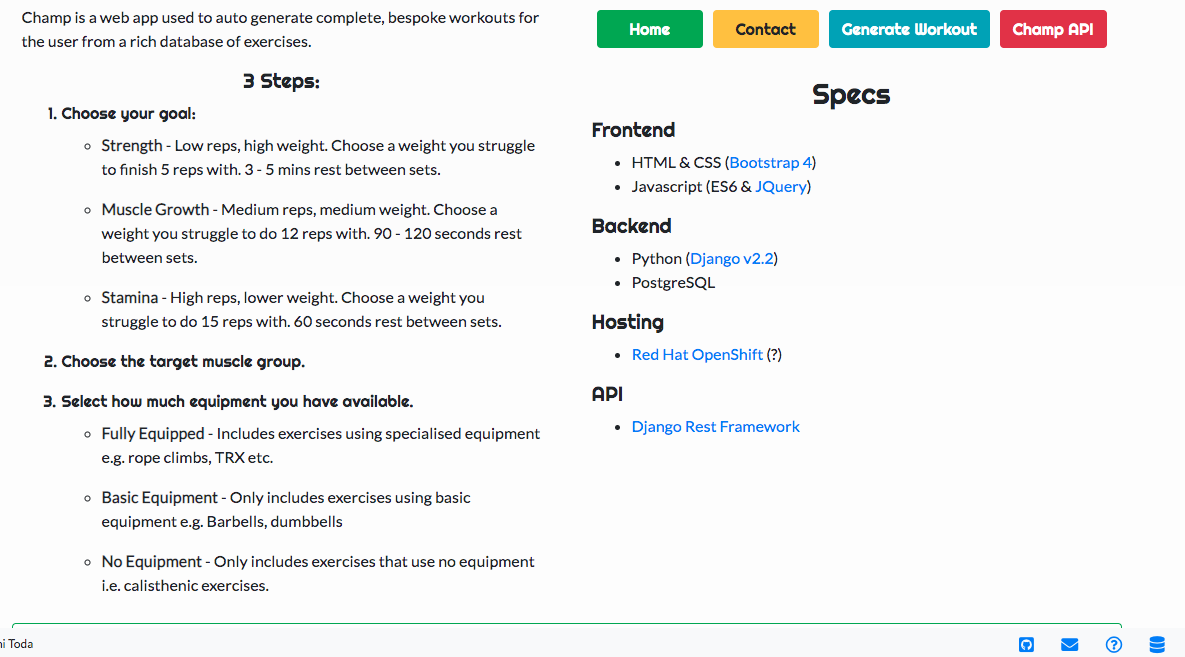 Champ is a web app used to auto generate complete, bespoke workouts for
the user from a rich database of exercises.
3 Steps:
1. Choose your goal:
Strength - Low reps, high weight. Choose a weight you struggle
to finish 5 reps with. 3 - 5 mins rest between sets.
Muscle Growth - Medium reps, medium weight. Choose a
weight you struggle to do 12 reps with. 90 - 120 seconds rest
between sets.
Stamina - High reps, lower weight. Choose a weight you
struggle to do 15 reps with. 60 seconds rest between sets.
2. Choose the target muscle group.
3. Select how much equipment you have available.
Fully Equipped - Includes exercises using specialised equipment
e.g. rope climbs, TRX etc.
Basic Equipment - Only includes exercises using basic
equipment e.g. Barbells, dumbbells
No Equipment - Only includes exercises that use no equipment
i.e. calisthenic exercises.
Home
Contact
Generate Workout
Champ API
Specs
Frontend
HTML & CSS (Bootstrap 4)
Javascript (ES6 & JQuery)
Backend
Python (Django v2.2)
PostgreSQL
Hosting
Red Hat OpenShift (?)
API
Django Rest Framework
Toda